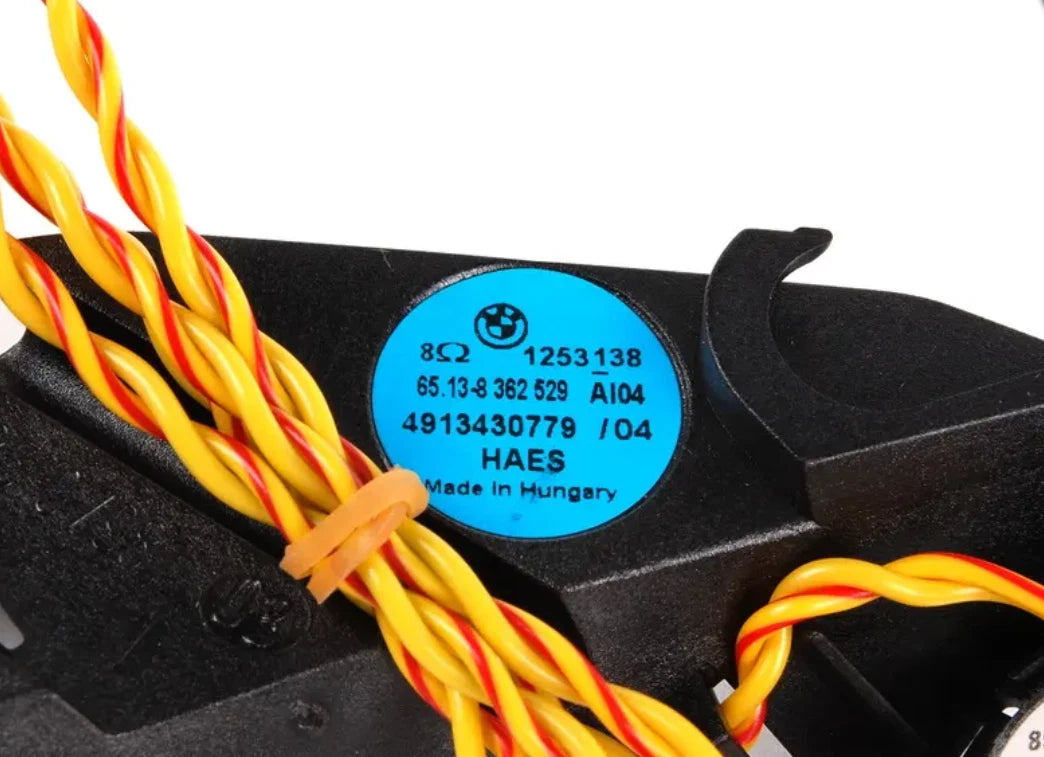 8Ω 1253138
65.13-8 362 529 AI04
4913430779 /04
HAES
Made in Hungary